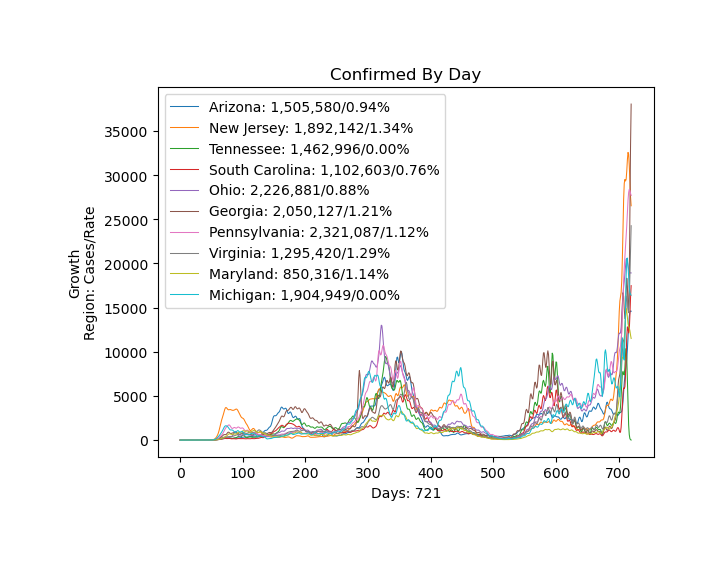 Confirmed By Day
Growth
Region: Cases/Rate
35000
30000
25000
20000
15000
10000
5000
0
Arizona: 1,505,580/0.94%
New Jersey: 1,892,142/1.34%
Tennessee: 1,462,996/0.00%
South Carolina: 1,102,603/0.76%
Ohio: 2,226,881/0.88%
Georgia: 2,050,127/1.21%
Pennsylvania: 2,321,087/1.12%
Virginia: 1,295,420/1.29%
Maryland: 850,316/1.14%
Michigan: 1,904,949/0.00%
0 100 200 300 400 500 600 700
Days: 721